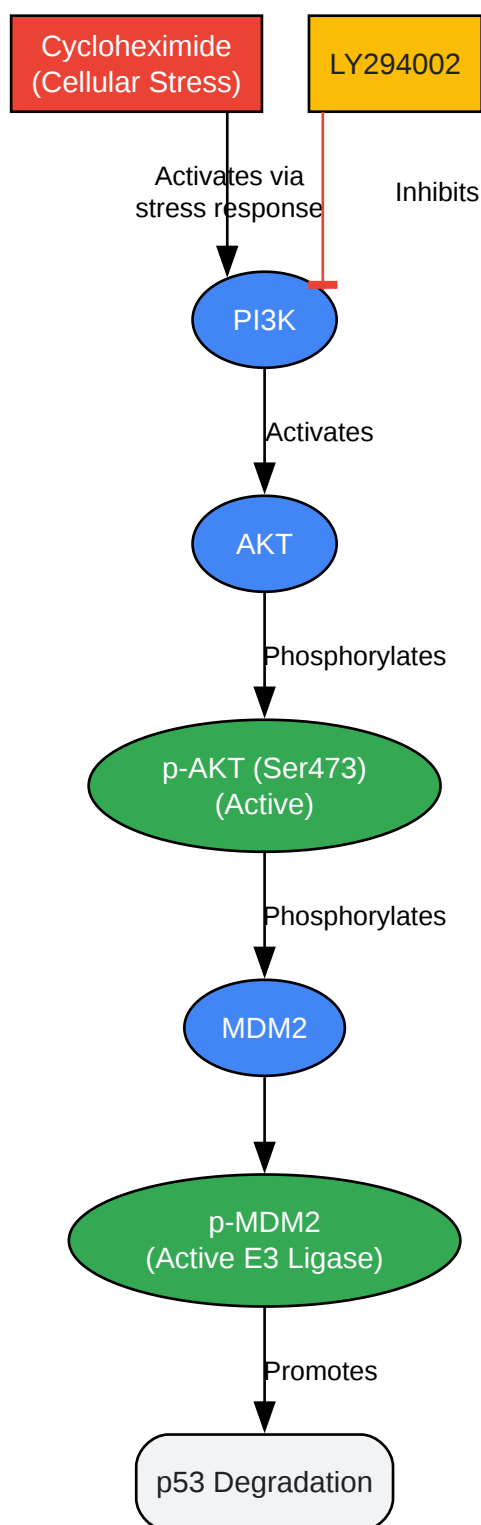 Cycloheximide
(Cellular Stress)
LY294002
Activates via
stress response
Inhibits
PI3K
Activates
AKT
Phosphorylates
p-AKT (Ser473)
(Active)
Phosphorylates
MDM2
p-MDM2
(Active E3 Ligase)
Promotes
p53 Degradation